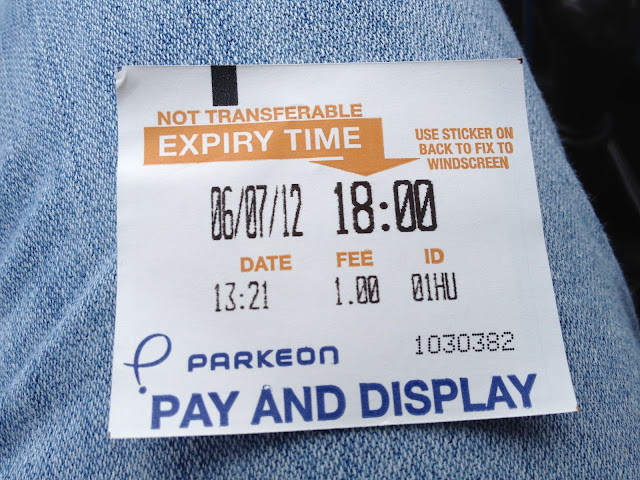 NOT TRANSFERABLE
EXPIRY TIME
USE STICKER ON
BACK TO FIX TO
WINDSCREEN
06/07/12 18:00
DATE FEE ID
13:21 1.00 01HU
PARKEON 1030382
PAY AND DISPLAY